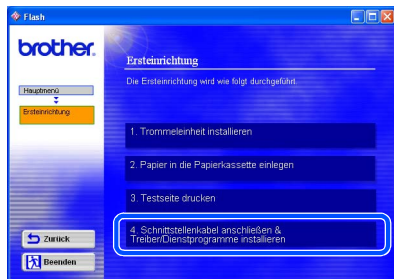 Flash
brother.
Hauptmenü
Ersteinrichtung
Ersteinrichtung
Die Ersteinrichtung wird wie folgt durchgeführt.
1. Trommeleinheit installieren
2. Papier in die Papierkassette einlegen
3. Testseite drucken
4. Schnittstellenkabel anschließen &
Treiber/Dienstprogramme installieren
Zurück
Beenden